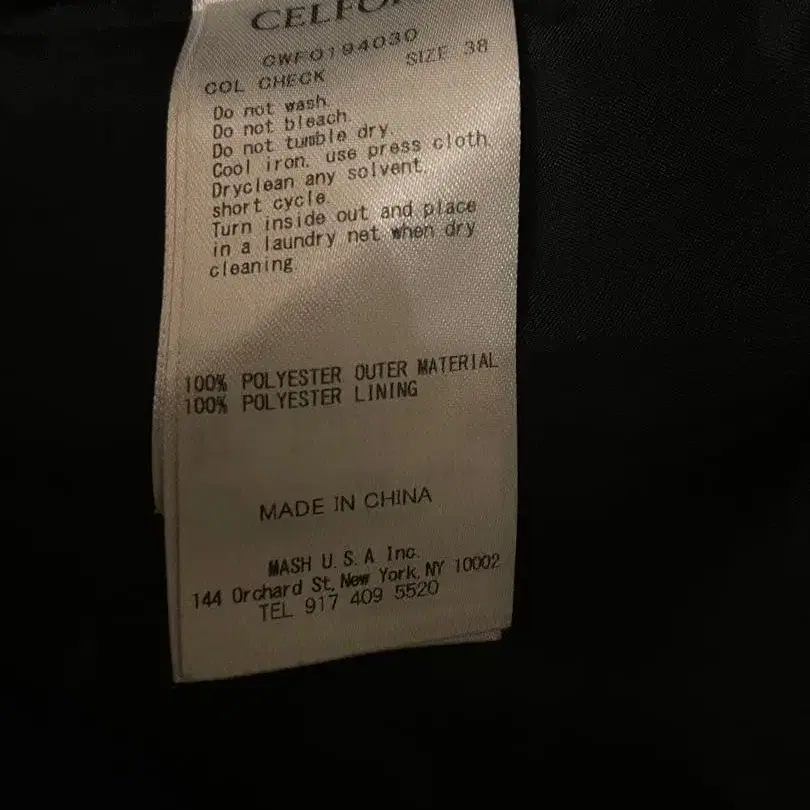 CELFO
CWFO194030
SIZE 38
COL CHECK
Do not wash.
Do not bleach.
Do not tumble dry.
Cool iron. use press cloth.
Dryclean any solvent.
short cycle.
Turn inside out and place
in a laundry net when dry
cleaning.
100% POLYESTER OUTER MATERIAL
100% POLYESTER LINING
MADE IN CHINA
MASH U.S.A Inc.
144 Orchard St, New York, NY 10002
TEL 917 409 5520